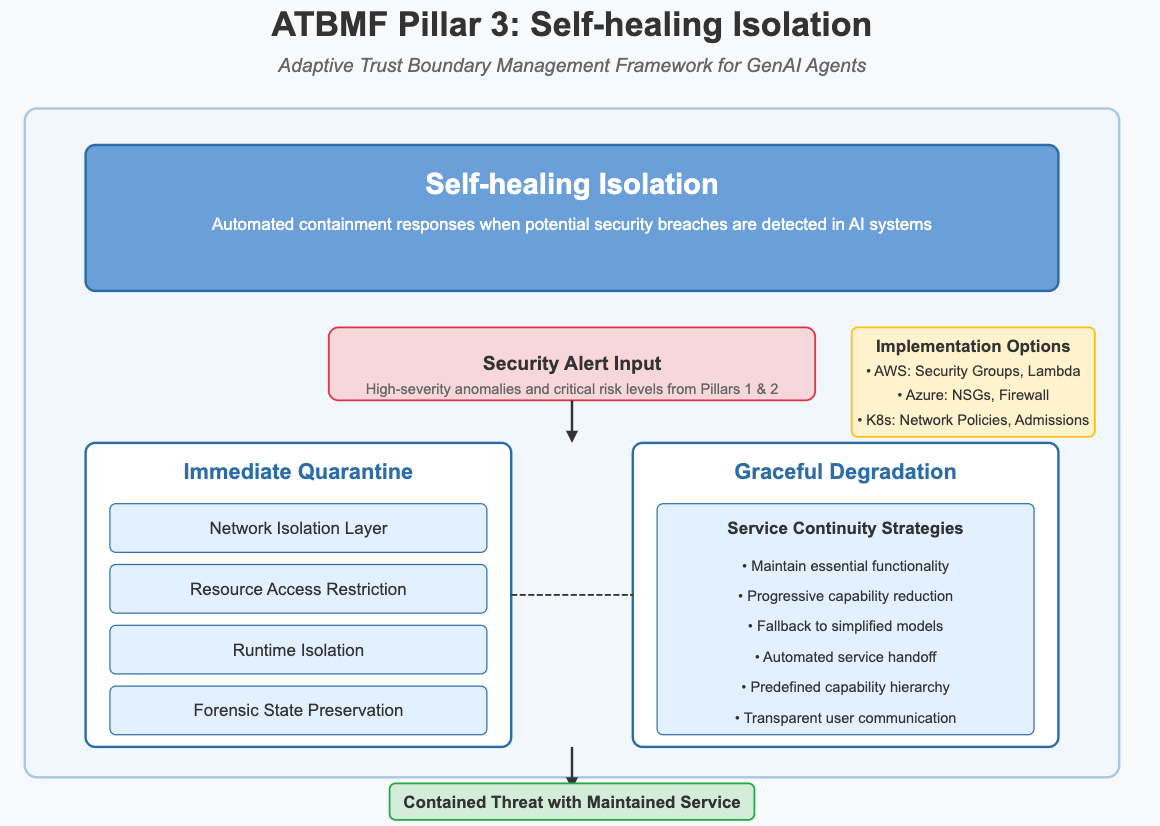 ATBMF Pillar 3: Self-healing Isolation
Adaptive Trust Boundary Management Framework for GenAI Agents
Self-healing Isolation
Automated containment responses when potential security breaches are detected in AI systems
Security Alert Input
High-severity anomalies and critical risk levels from Pillars 1 & 2
Implementation Options
• AWS: Security Groups, Lambda
• Azure: NSGs, Firewall
• K8s: Network Policies, Admissions
Immediate Quarantine
Network Isolation Layer
Resource Access Restriction
Runtime Isolation
Forensic State Preservation
Graceful Degradation
Service Continuity Strategies
• Maintain essential functionality
• Progressive capability reduction
• Fallback to simplified models
• Automated service handoff
• Predefined capability hierarchy
• Transparent user communication
Contained Threat with Maintained Service